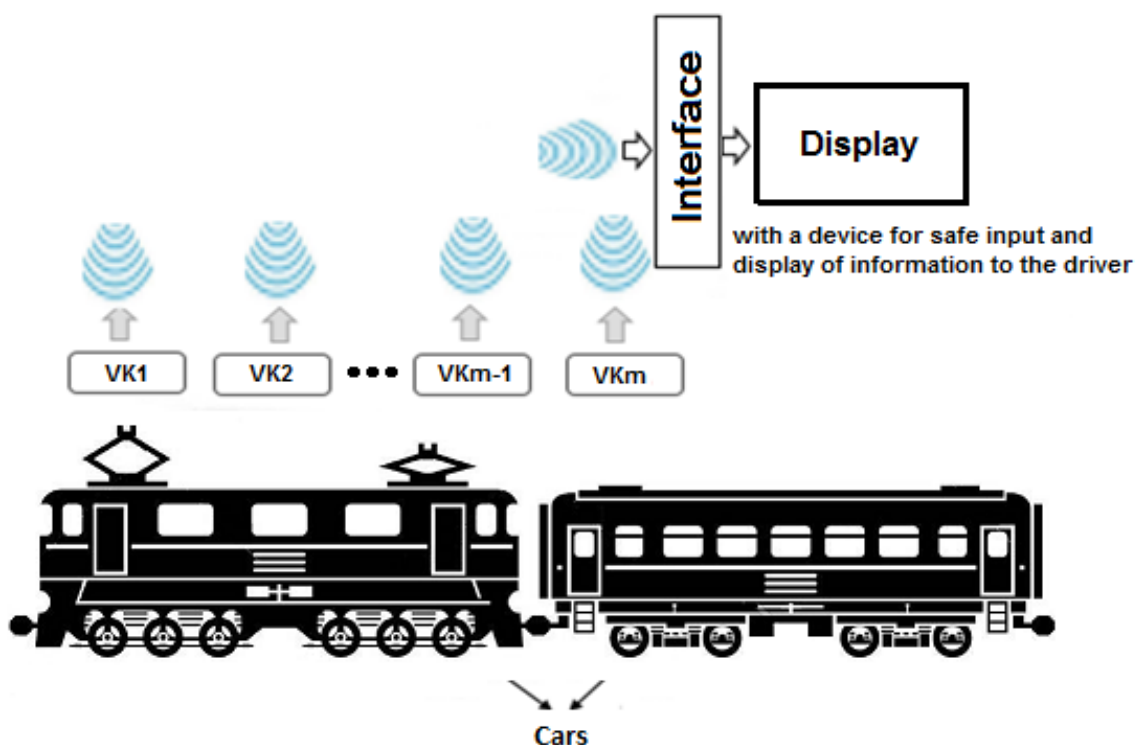 Interface
Display
with a device for safe input and
display of information to the driver
VK1
VK2
VKm-1
VKm
Cars